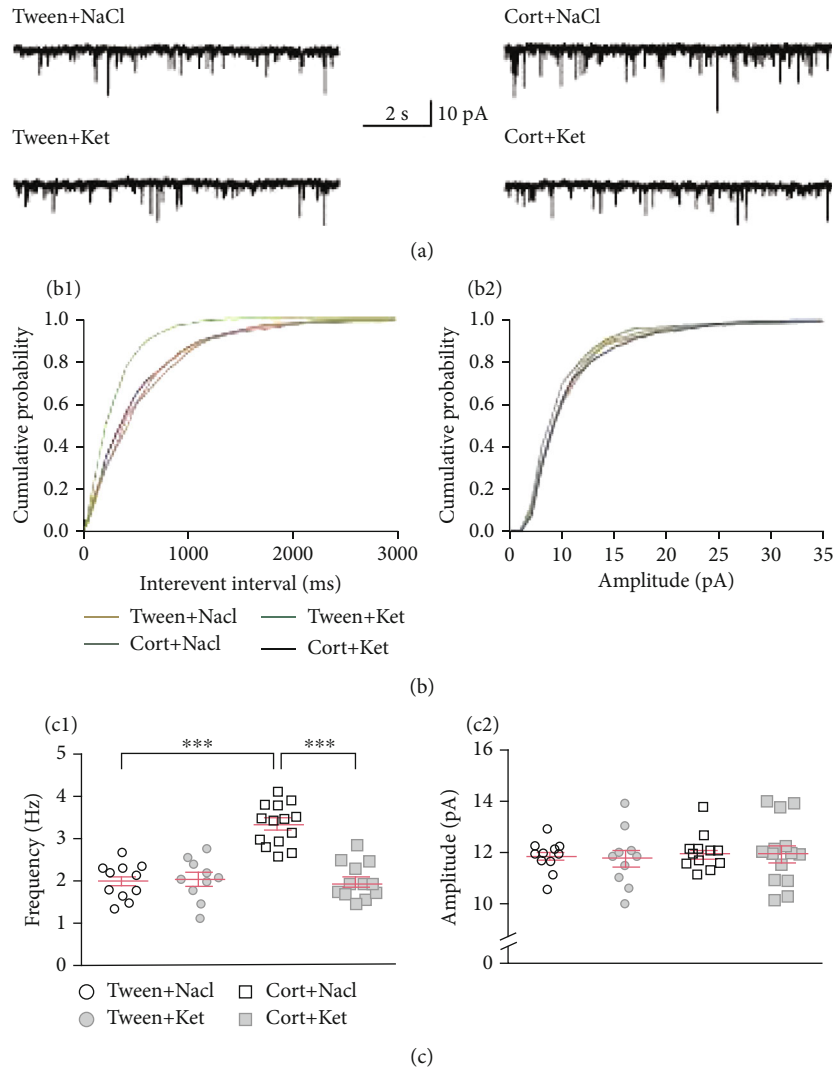 Tween+NaCl
Cort+NaCl
2 s
10 pA
Tween+Ket
Cort+Ket
(a)
(b1)
(b2)
Cumulative probability
1.0
0.8
0.6
0.4
0.2
0.0
0
1000
2000
3000
Interevent interval (ms)
Cumulative probability
1.0
0.8
0.6
0.4
0.2
0.0
0
5
10
15
20
25
30
35
Amplitude (pA)
Tween+Nacl
Tween+Ket
Cort+Nacl
Cort+Ket
(b)
(c1)
(c2)
***
***
Frequency (Hz)
5
4
3
2
1
0
Amplitude (pA)
16
14
12
10
0
Tween+Nacl
Cort+Nacl
Tween+Ket
Cort+Ket
(c)